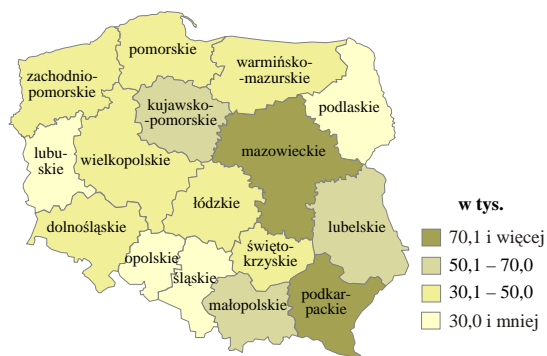 pomorskie
zachodnio-
pomorskie
warmińsko-
-mazurskie
podlaskie
kujawsko-
-pomorskie
lubu-
skie
wielkopolskie
mazowieckie
łódzkie
dolnośląskie
lubelskie
opolskie
śląskie
święto-
krzyskie
małopolskie
podkar-
packie
w tys.
70,1 i więcej
50,1 – 70,0
30,1 – 50,0
30,0 i mniej